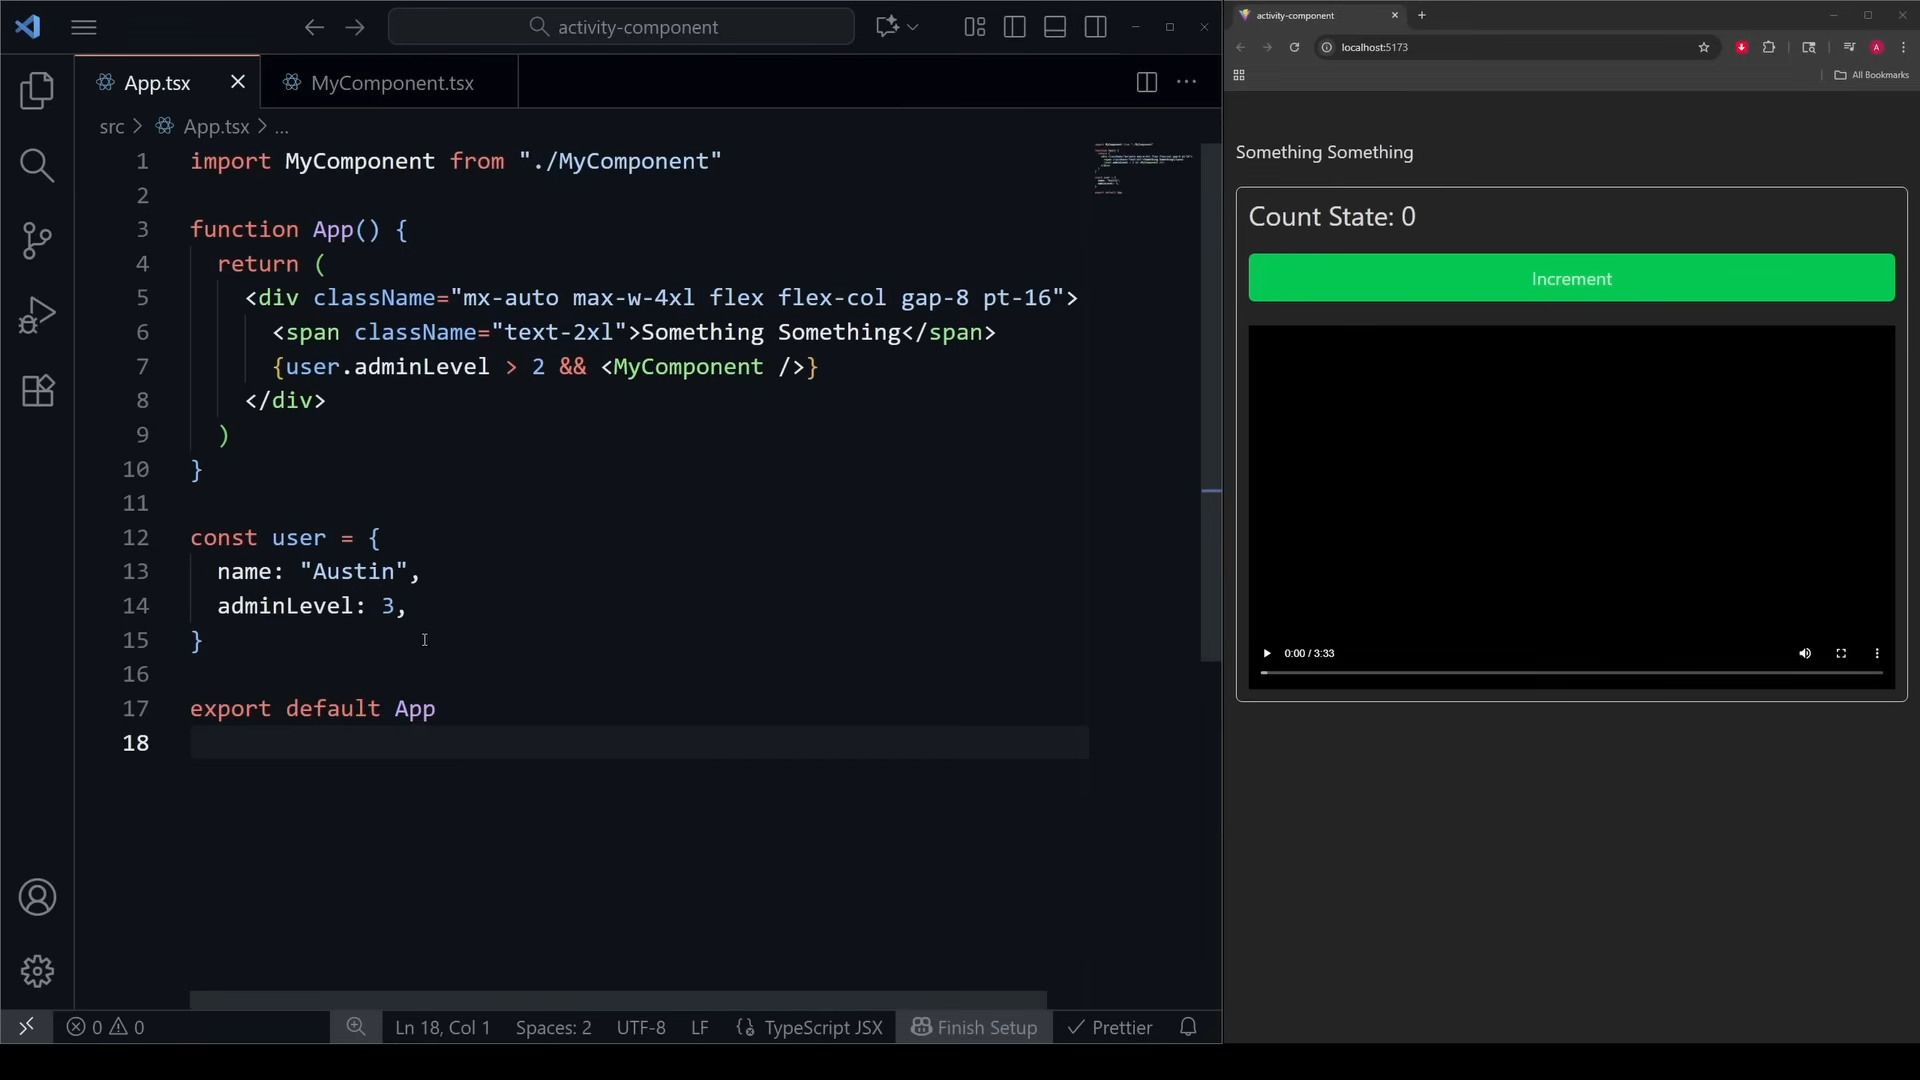 activity-component
App.tsx
MyComponent.tsx
src > App.tsx > ...
1 import MyComponent from "./MyComponent"
2
3 function App() {
4 return (
5 <div className="mx-auto max-w-4xl flex flex-col gap-8 pt-16">
6 <span className="text-2xl">Something Something</span>
7 {user.adminLevel > 2 && <MyComponent />}
8 </div>
9 )
10 }
11
12 const user = {
13 name: "Austin",
14 adminLevel: 3,
15 }
16
17 export default App
18
0 0
Ln 18, Col 1
Spaces: 2
UTF-8
LF
TypeScript JSX
Finish Setup
Prettier
activity-component
localhost:5173
A
All Bookmarks
Something Something
Count State: 0
Increment
0:00 / 3:33